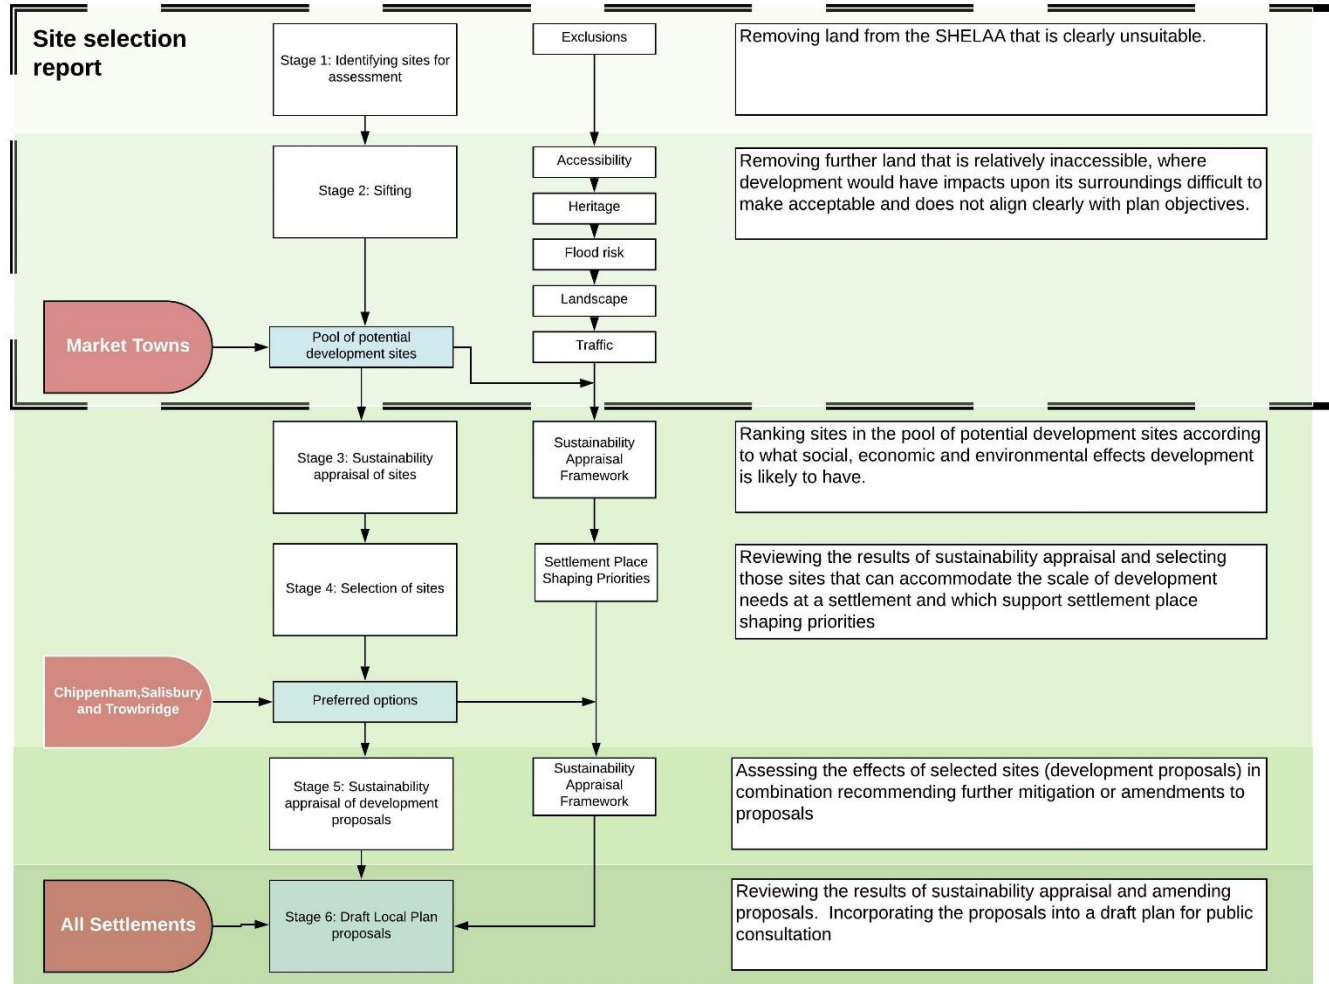 Site selection
report
Stage 1: Identifying sites for
assessment
Exclusions
Removing land from the SHELAA that is clearly unsuitable.
Stage 2: Sifting
Accessibility
Heritage
Flood risk
Landscape
Traffic
Removing further land that is relatively inaccessible, where
development would have impacts upon its surroundings difficult to
make acceptable and does not align clearly with plan objectives.
Market Towns
Pool of potential
development sites
Stage 3: Sustainability
appraisal of sites
Sustainability
Appraisal
Framework
Ranking sites in the pool of potential development sites according
to what social, economic and environmental effects development
is likely to have.
Stage 4: Selection of sites
Settlement Place
Shaping Priorities
Reviewing the results of sustainability appraisal and selecting
those sites that can accommodate the scale of development
needs at a settlement and which support settlement place
shaping priorities
Chippenham,Salisbury
and Trowbridge
Preferred options
Stage 5: Sustainability
appraisal of development
proposals
Sustainability
Appraisal
Framework
Assessing the effects of selected sites (development proposals) in
combination recommending further mitigation or amendments to
proposals
All Settlements
Stage 6: Draft Local Plan
proposals
Reviewing the results of sustainability appraisal and amending
proposals.  Incorporating the proposals into a draft plan for public
consultation